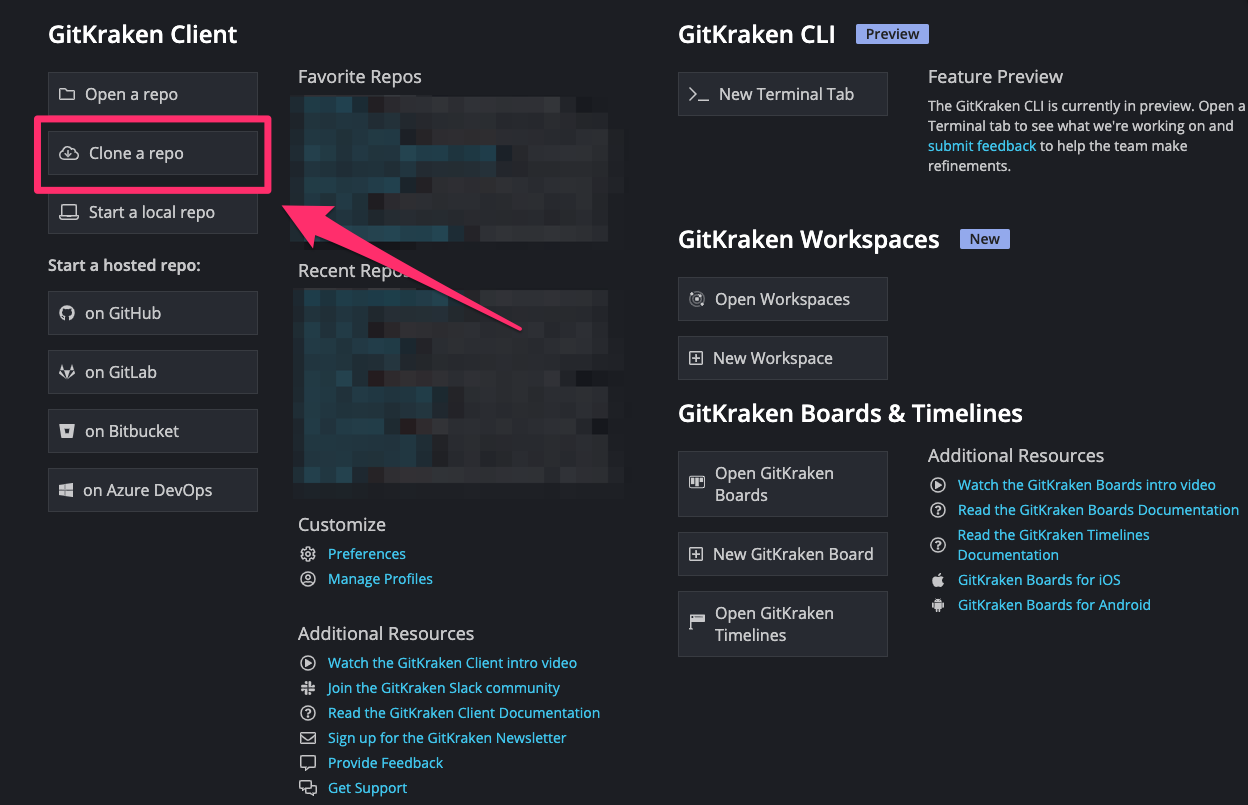 GitKraken Client
Open a repo
Clone a repo
Start a local repo
Start a hosted repo:
on GitHub
on GitLab
on Bitbucket
on Azure DevOps
Favorite Repos
Recent Repos
Customize
Preferences
Manage Profiles
Additional Resources
Watch the GitKraken Client intro video
Join the GitKraken Slack community
Read the GitKraken Client Documentation
Sign up for the GitKraken Newsletter
Provide Feedback
Get Support
GitKraken CLI Preview
New Terminal Tab
Feature Preview
The GitKraken CLI is currently in preview. Open a
Terminal tab to see what we're working on and
submit feedback to help the team make
refinements.
GitKraken Workspaces New
Open Workspaces
New Workspace
GitKraken Boards & Timelines
Open GitKraken
Boards
New GitKraken Board
Open GitKraken
Timelines
Additional Resources
Watch the GitKraken Boards intro video
Read the GitKraken Boards Documentation
Read the GitKraken Timelines
Documentation
GitKraken Boards for iOS
GitKraken Boards for Android